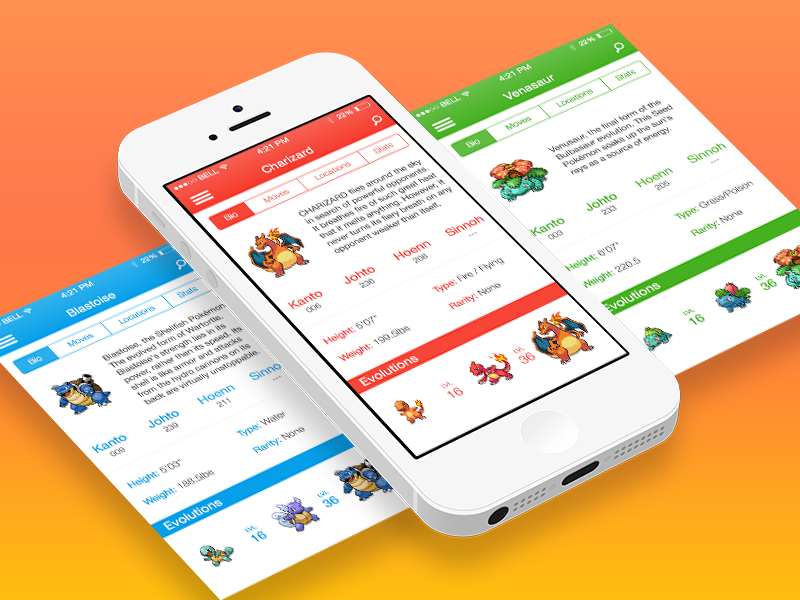 BELL
4:21 PM
22%
Blastoise
Bio
Moves
Locations
Stats
Blastoise, the Shellfish Pokémon.
The evolved form of Wartortle.
Blastoise's strength lies in its
power, rather than its speed. Its
shell is like armor and attacks
from the hydro cannons on its
back are virtually unstoppable.
Kanto
009
Johto
239
Hoenn
211
Sinnoh
---
Height: 5'03"
Weight: 188.5lbs
Type: Water
Rarity: None
Evolutions
LVL
16
LVL
36
BELL
4:21 PM
22%
Charizard
Bio
Moves
Locations
Stats
CHARIZARD flies around the sky
in search of powerful opponents.
It breathes fire of such great heat
that it melts anything. However, it
never turns its fiery breath on any
opponent weaker than itself.
Kanto
006
Johto
236
Hoenn
208
Sinnoh
---
Height: 5'07"
Weight: 199.5lb
Type: Fire / Flying
Rarity: None
Evolutions
LVL
16
LVL
36
BELL
4:21 PM
22%
Venasaur
Bio
Moves
Locations
Stats
Venusaur, the final form of the
Bulbasaur evolution. This Seed
Pokémon soaks up the sun's
rays as a source of energy.
Kanto
003
Johto
233
Hoenn
205
Sinnoh
---
Height: 6'07"
Weight: 220.5
Type: Grass/Poison
Rarity: None
Evolutions
LVL
16
LVL
36